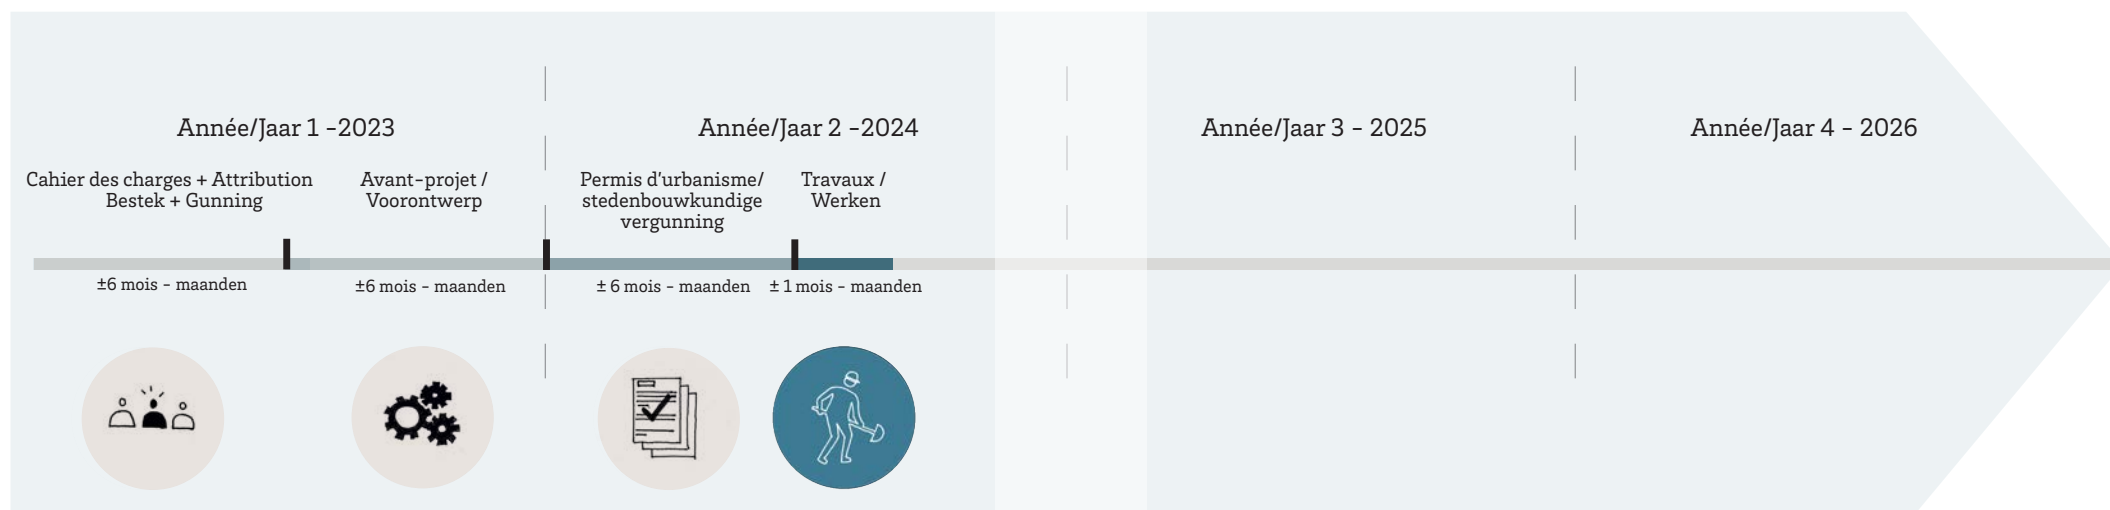 Année/Jaar 1 -2023
Année/Jaar 2 -2024
Année/Jaar 3 - 2025
Année/Jaar 4 - 2026
Cahier des charges + Attribution
Bestek + Gunning
Avant-projet /
Voorontwerp
Permis d'urbanisme/
stedenbouwkundige
vergunning
Travaux /
Werken
±6 mois - maanden
±6 mois - maanden
± 6 mois - maanden
± 1 mois - maanden